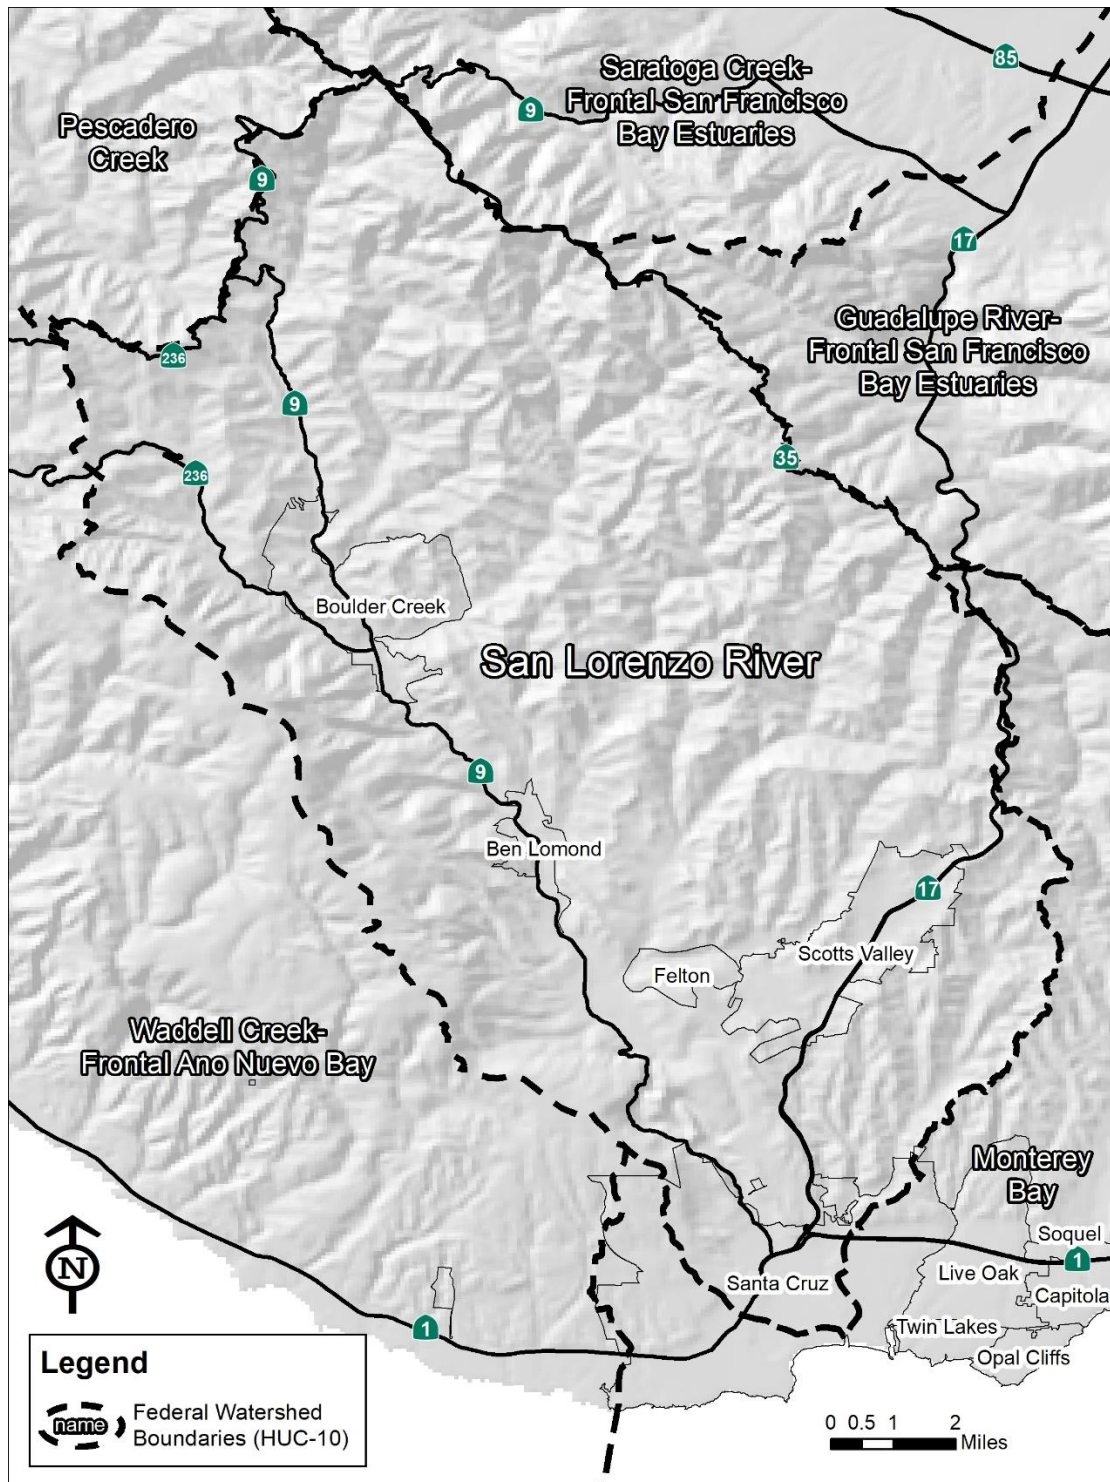 85
Saratoga Creek-
Frontal San Francisco
Bay Estuaries
9
Pescadero
Creek
9
17
Guadalupe River-
Frontal San Francisco
Bay Estuaries
236
9
35
236
Boulder Creek
San Lorenzo River
9
Ben Lomond
17
Scotts Valley
Felton
Waddell Creek-
Frontal Ano Nuevo Bay
Monterey
Bay
N
Soquel
1
Live Oak
Santa Cruz
Capitola
1
Twin Lakes
Opal Cliffs
Legend
name
Federal Watershed
Boundaries (HUC-10)
0 0.5 1 2
Miles